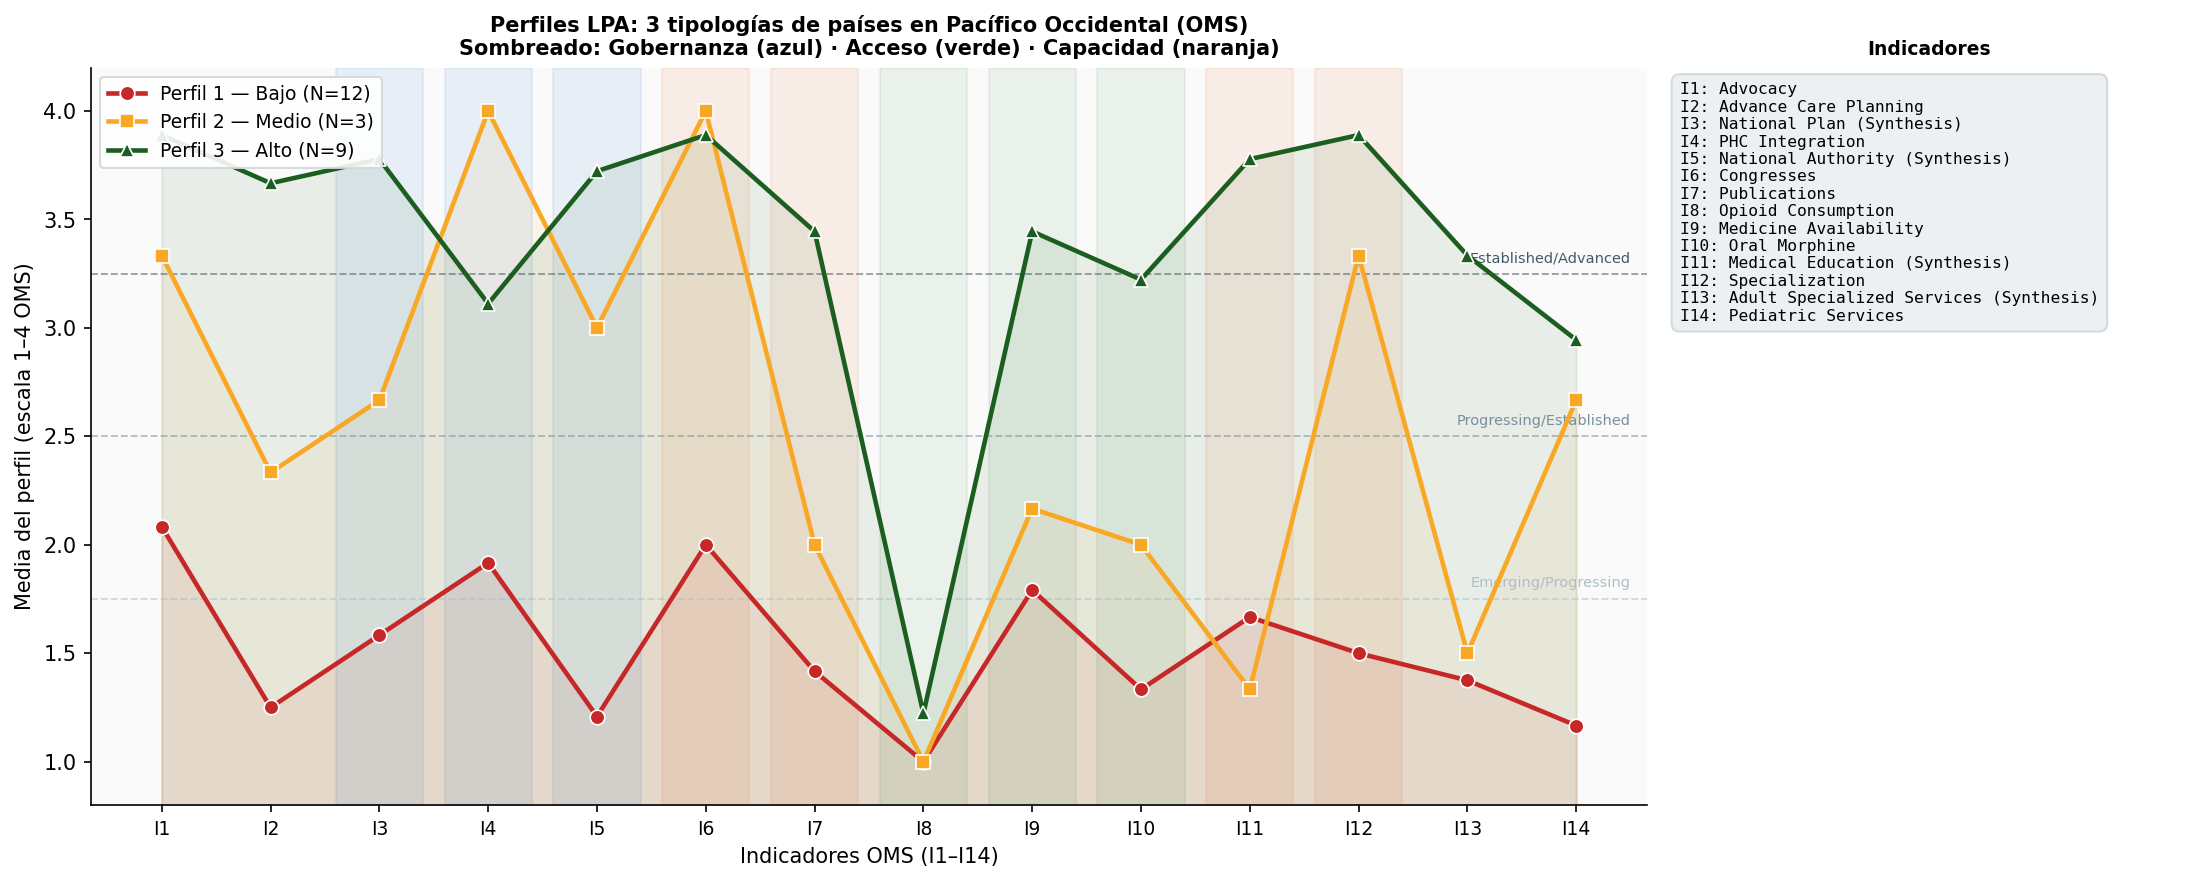 Perfiles LPA: 3 tipologías de países en Pacífico Occidental (OMS)
Sombreado: Gobernanza (azul) · Acceso (verde) · Capacidad (naranja)
Perfil 1 — Bajo (N=12)
Perfil 2 — Medio (N=3)
Perfil 3 — Alto (N=9)
Media del perfil (escala 1–4 OMS)
4.0
3.5
3.0
2.5
2.0
1.5
1.0
Established/Advanced
Progressing/Established
Emerging/Progressing
I1 I2 I3 I4 I5 I6 I7 I8 I9 I10 I11 I12 I13 I14
Indicadores OMS (I1–I14)
Indicadores
I1: Advocacy
I2: Advance Care Planning
I3: National Plan (Synthesis)
I4: PHC Integration
I5: National Authority (Synthesis)
I6: Congresses
I7: Publications
I8: Opioid Consumption
I9: Medicine Availability
I10: Oral Morphine
I11: Medical Education (Synthesis)
I12: Specialization
I13: Adult Specialized Services (Synthesis)
I14: Pediatric Services